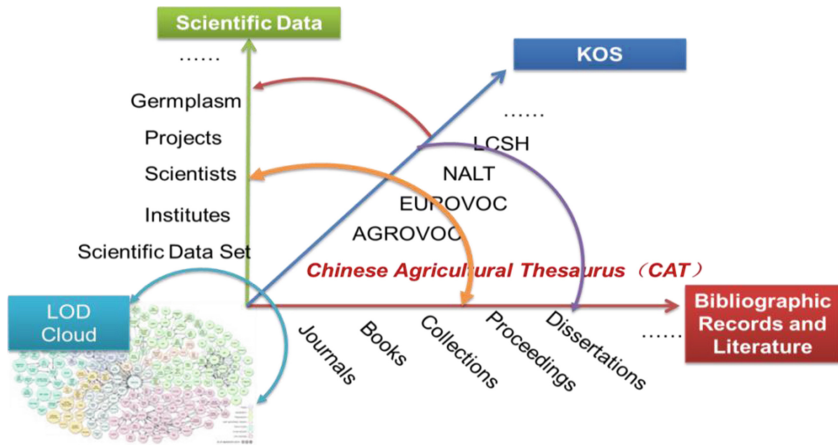 Scientific Data
KOS
......
Germplasm
......
Projects
LCSH
Scientists
NALT
Institutes
EUROVOC
AGROVOC
Scientific Data Set
Chinese Agricultural Thesaurus（CAT）
LOD
Cloud
Bibliographic
Records and
Literature
Journals
Books
Collections
Proceedings
Dissertations
......